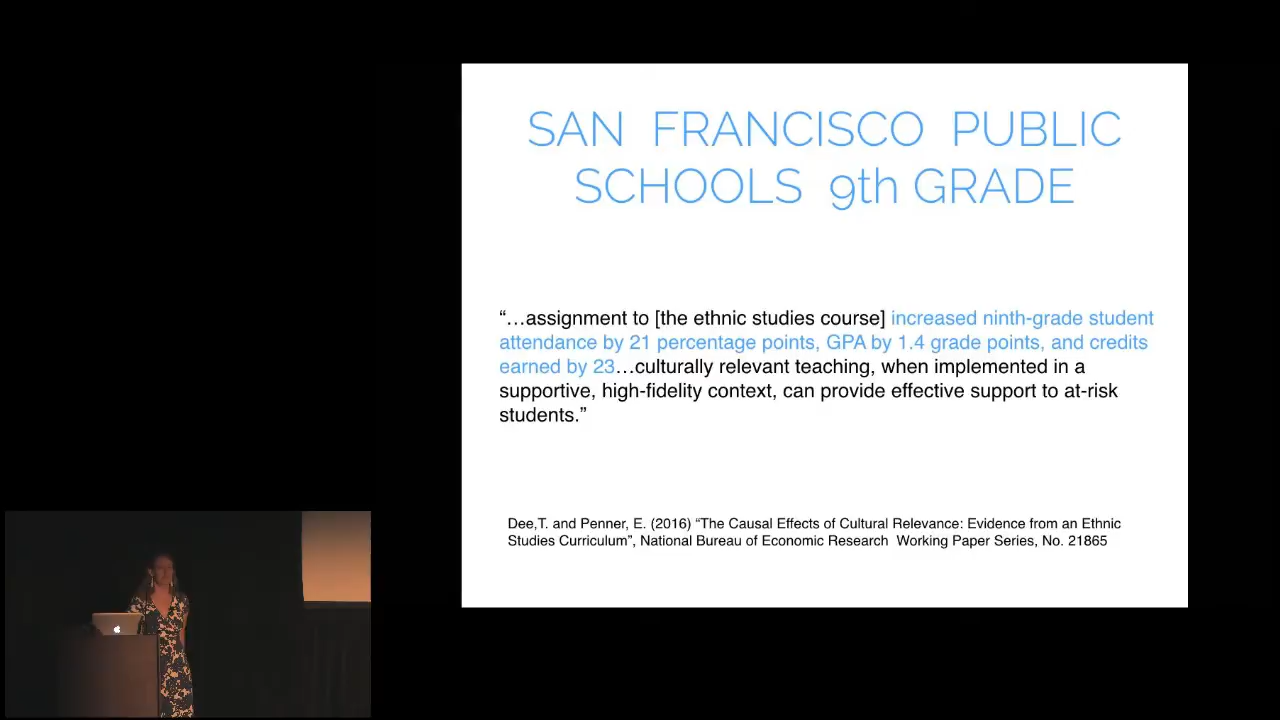 SAN FRANCISCO PUBLIC
SCHOOLS 9th GRADE
“…assignment to [the ethnic studies course] increased ninth-grade student
attendance by 21 percentage points, GPA by 1.4 grade points, and credits
earned by 23…culturally relevant teaching, when implemented in a
supportive, high-fidelity context, can provide effective support to at-risk
students.”
Dee,T. and Penner, E. (2016) “The Causal Effects of Cultural Relevance: Evidence from an Ethnic
Studies Curriculum”, National Bureau of Economic Research Working Paper Series, No. 21865